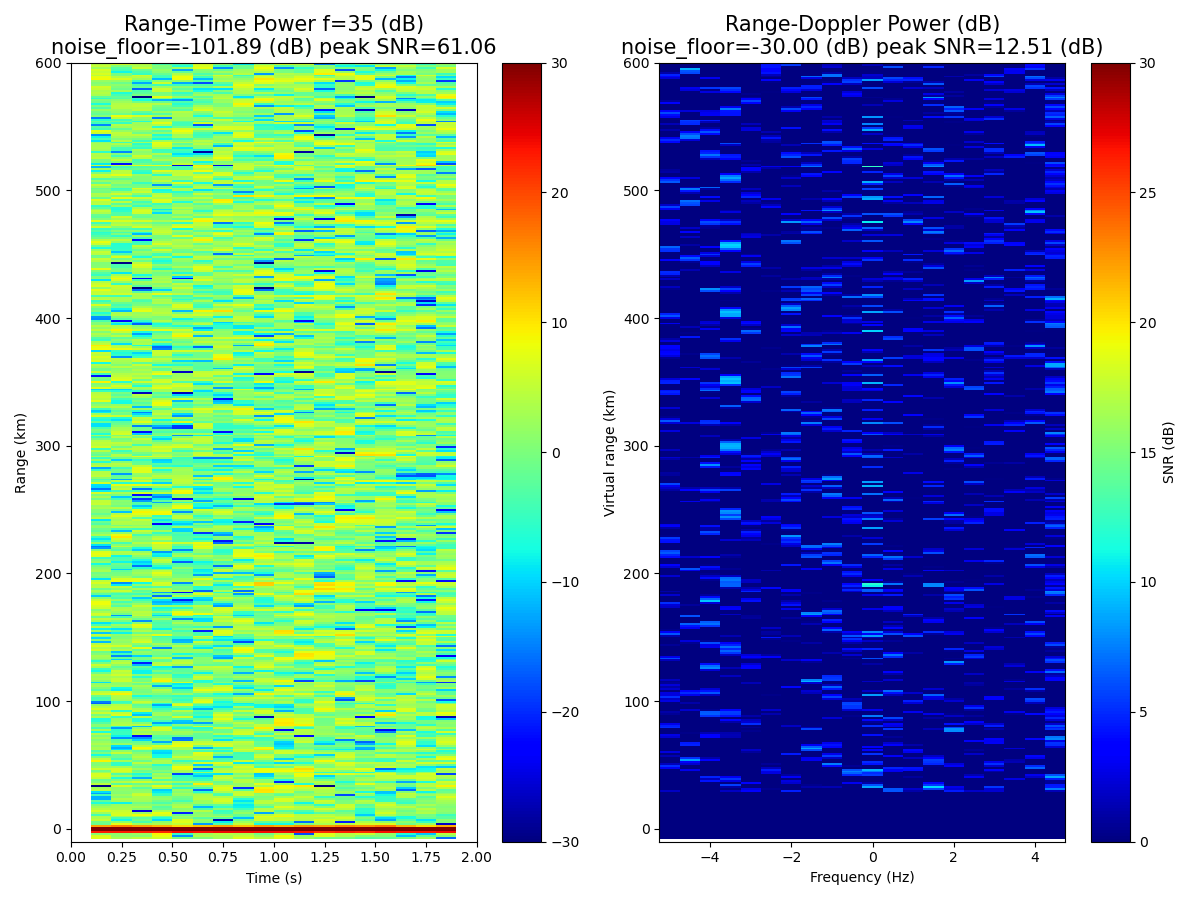 Range-Time Power f=35 (dB)
noise_floor=-101.89 (dB) peak SNR=61.06
600
500
400
300
200
100
0
Range (km)
0.00 0.25 0.50 0.75 1.00 1.25 1.50 1.75 2.00
Time (s)
30
20
10
0
−10
−20
−30
Range-Doppler Power (dB)
noise_floor=-30.00 (dB) peak SNR=12.51 (dB)
600
500
400
300
200
100
0
Virtual range (km)
−4 −2 0 2 4
Frequency (Hz)
30
25
20
15
10
5
0
SNR (dB)